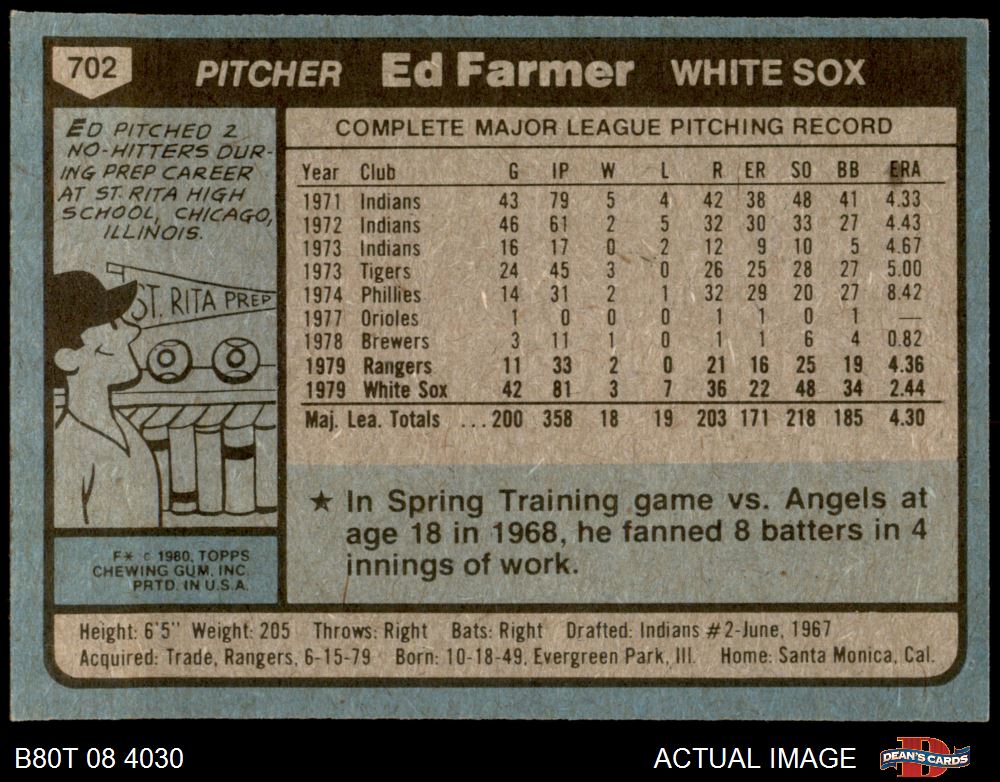 702 PITCHER Ed Farmer WHITE SOX
ED PITCHED 2
NO-HITTERS DUR-
ING PREP CAREER
AT ST. RITA HIGH
SCHOOL, CHICAGO,
ILLINOIS.
ST. RITA PREP
F* © 1980, TOPPS
CHEWING GUM, INC.
PRTD. IN U.S.A.
COMPLETE MAJOR LEAGUE PITCHING RECORD
Year Club G IP W L R ER SO BB ERA
1971 Indians 43 79 5 4 42 38 48 41 4.33
1972 Indians 46 61 2 5 32 30 33 27 4.43
1973 Indians 16 17 0 2 12 9 10 5 4.67
1973 Tigers 24 45 3 0 26 25 28 27 5.00
1974 Phillies 14 31 2 1 32 29 20 27 8.42
1977 Orioles 1 0 0 0 1 1 0 1 —
1978 Brewers 3 11 1 0 1 1 6 4 0.82
1979 Rangers 11 33 2 0 21 16 25 19 4.36
1979 White Sox 42 81 3 7 36 22 48 34 2.44
Maj. Lea. Totals ...200 358 18 19 203 171 218 185 4.30
★ In Spring Training game vs. Angels at
age 18 in 1968, he fanned 8 batters in 4
innings of work.
Height: 6'5" Weight: 205 Throws: Right Bats: Right Drafted: Indians #2-June, 1967
Acquired: Trade, Rangers, 6-15-79 Born: 10-18-49, Evergreen Park, Ill. Home: Santa Monica, Cal.
B80T 08 4030 ACTUAL IMAGE DEAN'S CARDS